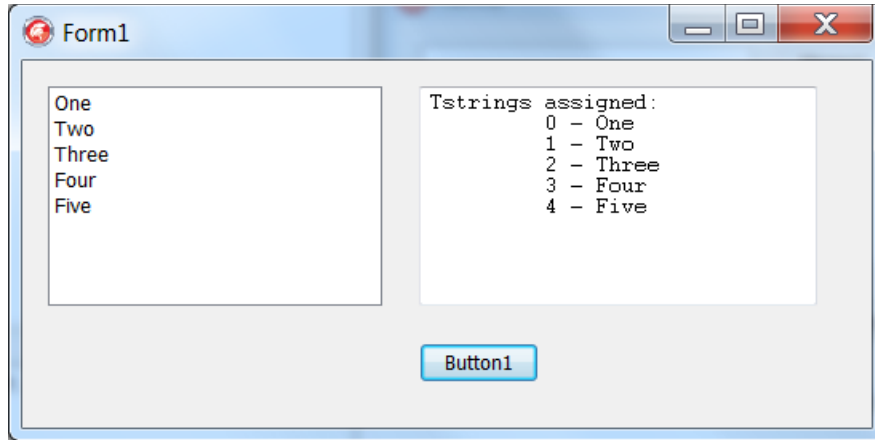 Form1
One
Two
Three
Four
Five
Tstrings assigned:
0 – One
1 – Two
2 – Three
3 – Four
4 – Five
Button1